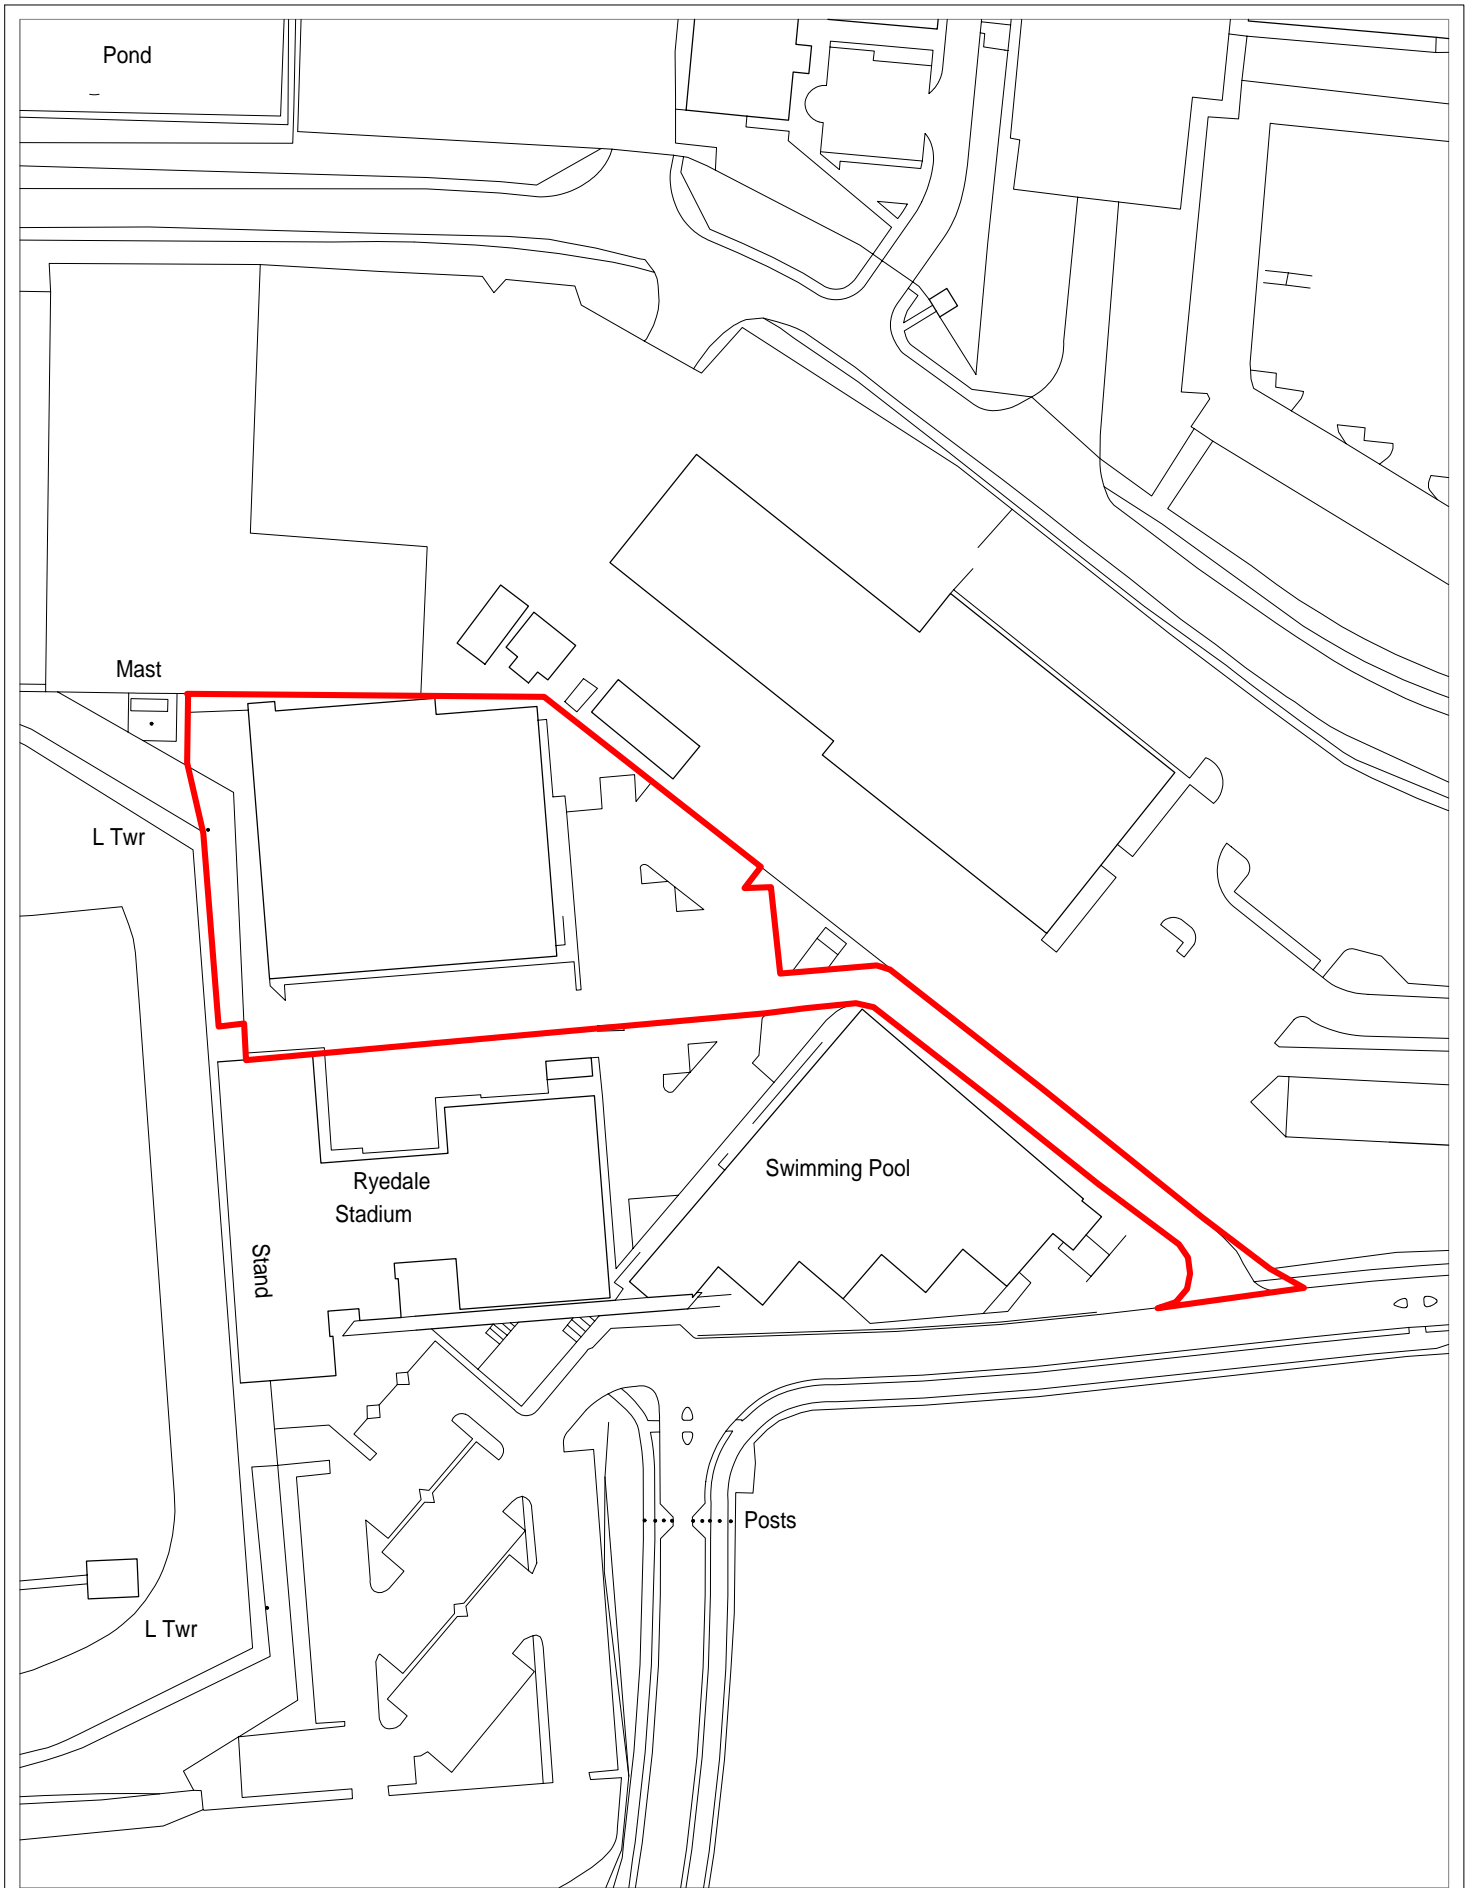 Pond
Mast
L Twr
Swimming Pool
Ryedale
Stadium
Stand
Posts
L Twr